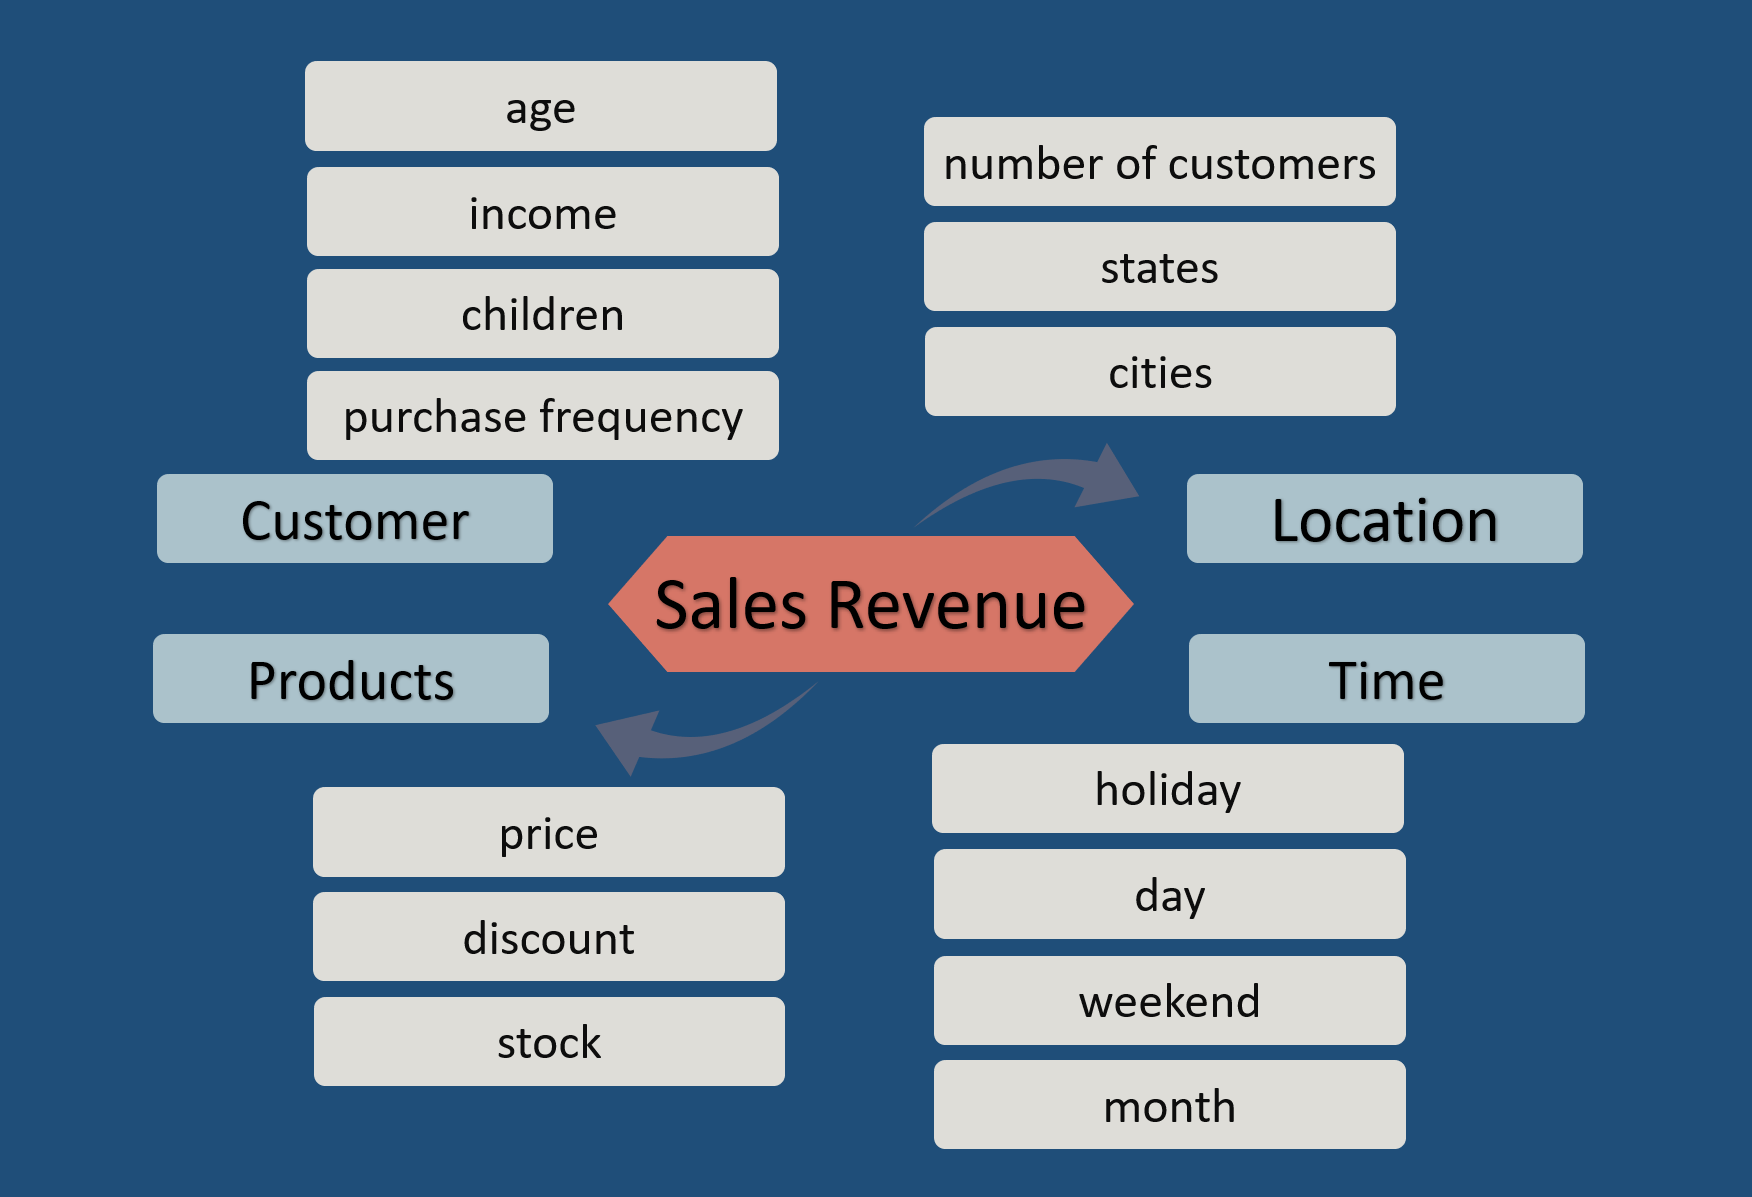 age
income
children
purchase frequency
Customer
number of customers
states
cities
Location
Sales Revenue
Products
price
discount
stock
Time
holiday
day
weekend
month